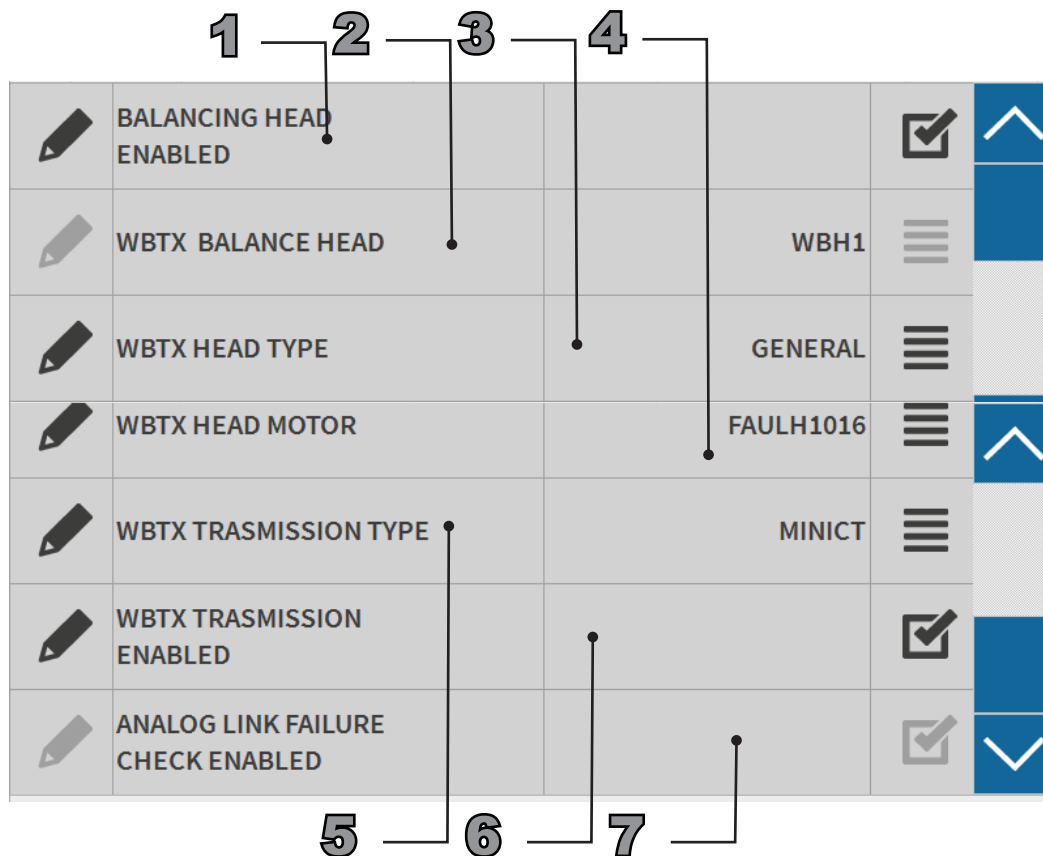 1 2 3 4
BALANCING HEAD
ENABLED
WBTX BALANCE HEAD WBH1
WBTX HEAD TYPE GENERAL
WBTX HEAD MOTOR FAULH1016
WBTX TRASMISSION TYPE MINICT
WBTX TRASMISSION
ENABLED
ANALOG LINK FAILURE
CHECK ENABLED
5 6 7